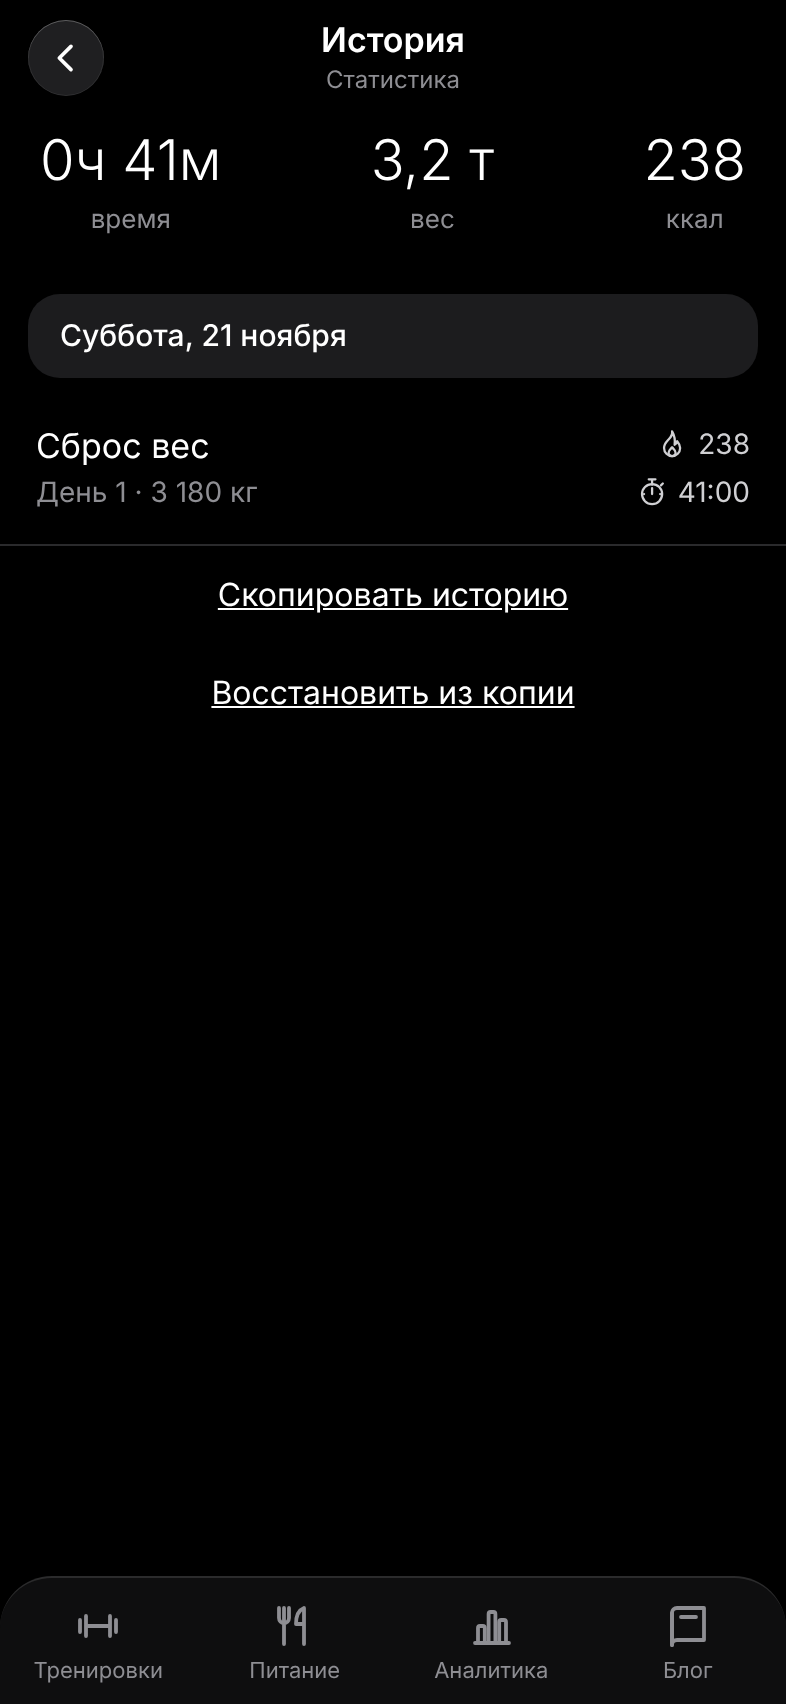 История
Статистика
0ч 41м
3,2 т
238
время
вес
ккал
Суббота, 21 ноября
Сброс вес
238
День 1 · 3 180 кг
41:00
Скопировать историю
Восстановить из копии
Тренировки
Питание
Аналитика
Блог